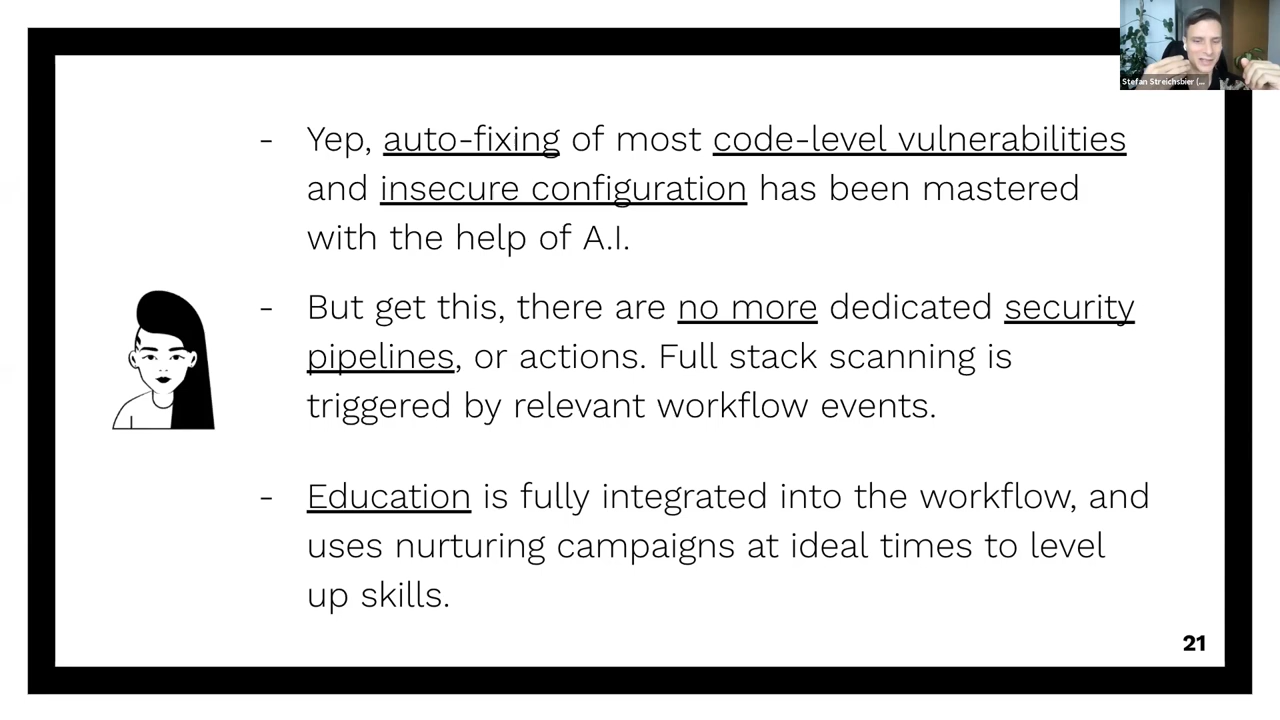 Stefan Streichsbier (...
- Yep, auto-fixing of most code-level vulnerabilities
and insecure configuration has been mastered
with the help of A.I.
- But get this, there are no more dedicated security
pipelines, or actions. Full stack scanning is
triggered by relevant workflow events.
- Education is fully integrated into the workflow, and
uses nurturing campaigns at ideal times to level
up skills.
21